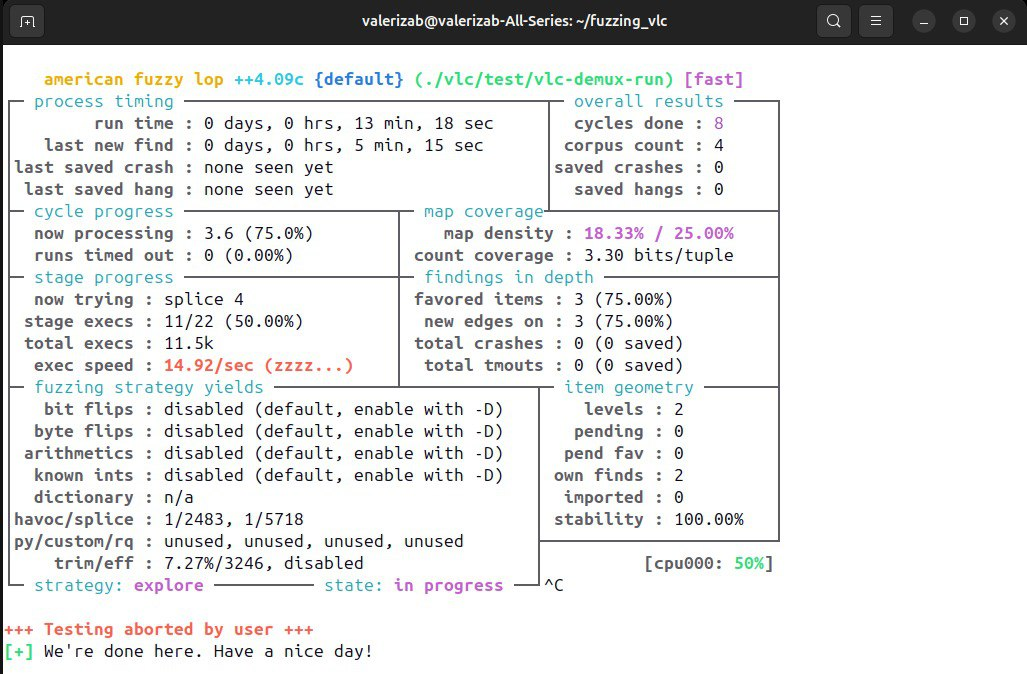 valerizab@valerizab-All-Series: ~/fuzzing_vlc
american fuzzy lop ++4.09c {default} (./vlc/test/vlc-demux-run) [fast]
process timing overall results
run time : 0 days, 0 hrs, 13 min, 18 sec cycles done : 8
last new find : 0 days, 0 hrs, 5 min, 15 sec corpus count : 4
last saved crash : none seen yet saved crashes : 0
last saved hang : none seen yet saved hangs : 0
cycle progress map coverage
now processing : 3.6 (75.0%) map density : 18.33% / 25.00%
runs timed out : 0 (0.00%) count coverage : 3.30 bits/tuple
stage progress findings in depth
now trying : splice 4 favored items : 3 (75.00%)
stage execs : 11/22 (50.00%) new edges on : 3 (75.00%)
total execs : 11.5k total crashes : 0 (0 saved)
exec speed : 14.92/sec (zzzz...) total tmouts : 0 (0 saved)
fuzzing strategy yields item geometry
bit flips : disabled (default, enable with -D) levels : 2
byte flips : disabled (default, enable with -D) pending : 0
arithmetics : disabled (default, enable with -D) pend fav : 0
known ints : disabled (default, enable with -D) own finds : 2
dictionary : n/a imported : 0
havoc/splice : 1/2483, 1/5718 stability : 100.00%
py/custom/rq : unused, unused, unused, unused
trim/eff : 7.27%/3246, disabled [cpu000: 50%]
strategy: explore state: in progress ^C
+++ Testing aborted by user +++
[+] We're done here. Have a nice day!